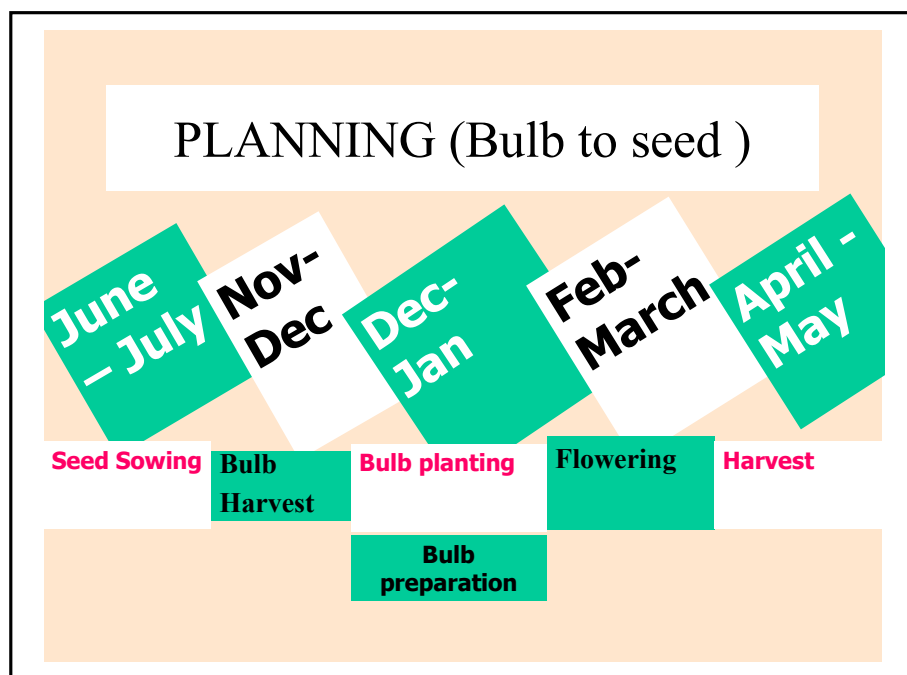 PLANNING (Bulb to seed )
June
– July
Nov-
Dec
Dec-
Jan
Feb-
March
April -
May
Seed Sowing
Bulb
Harvest
Bulb planting
Flowering
Harvest
Bulb
preparation